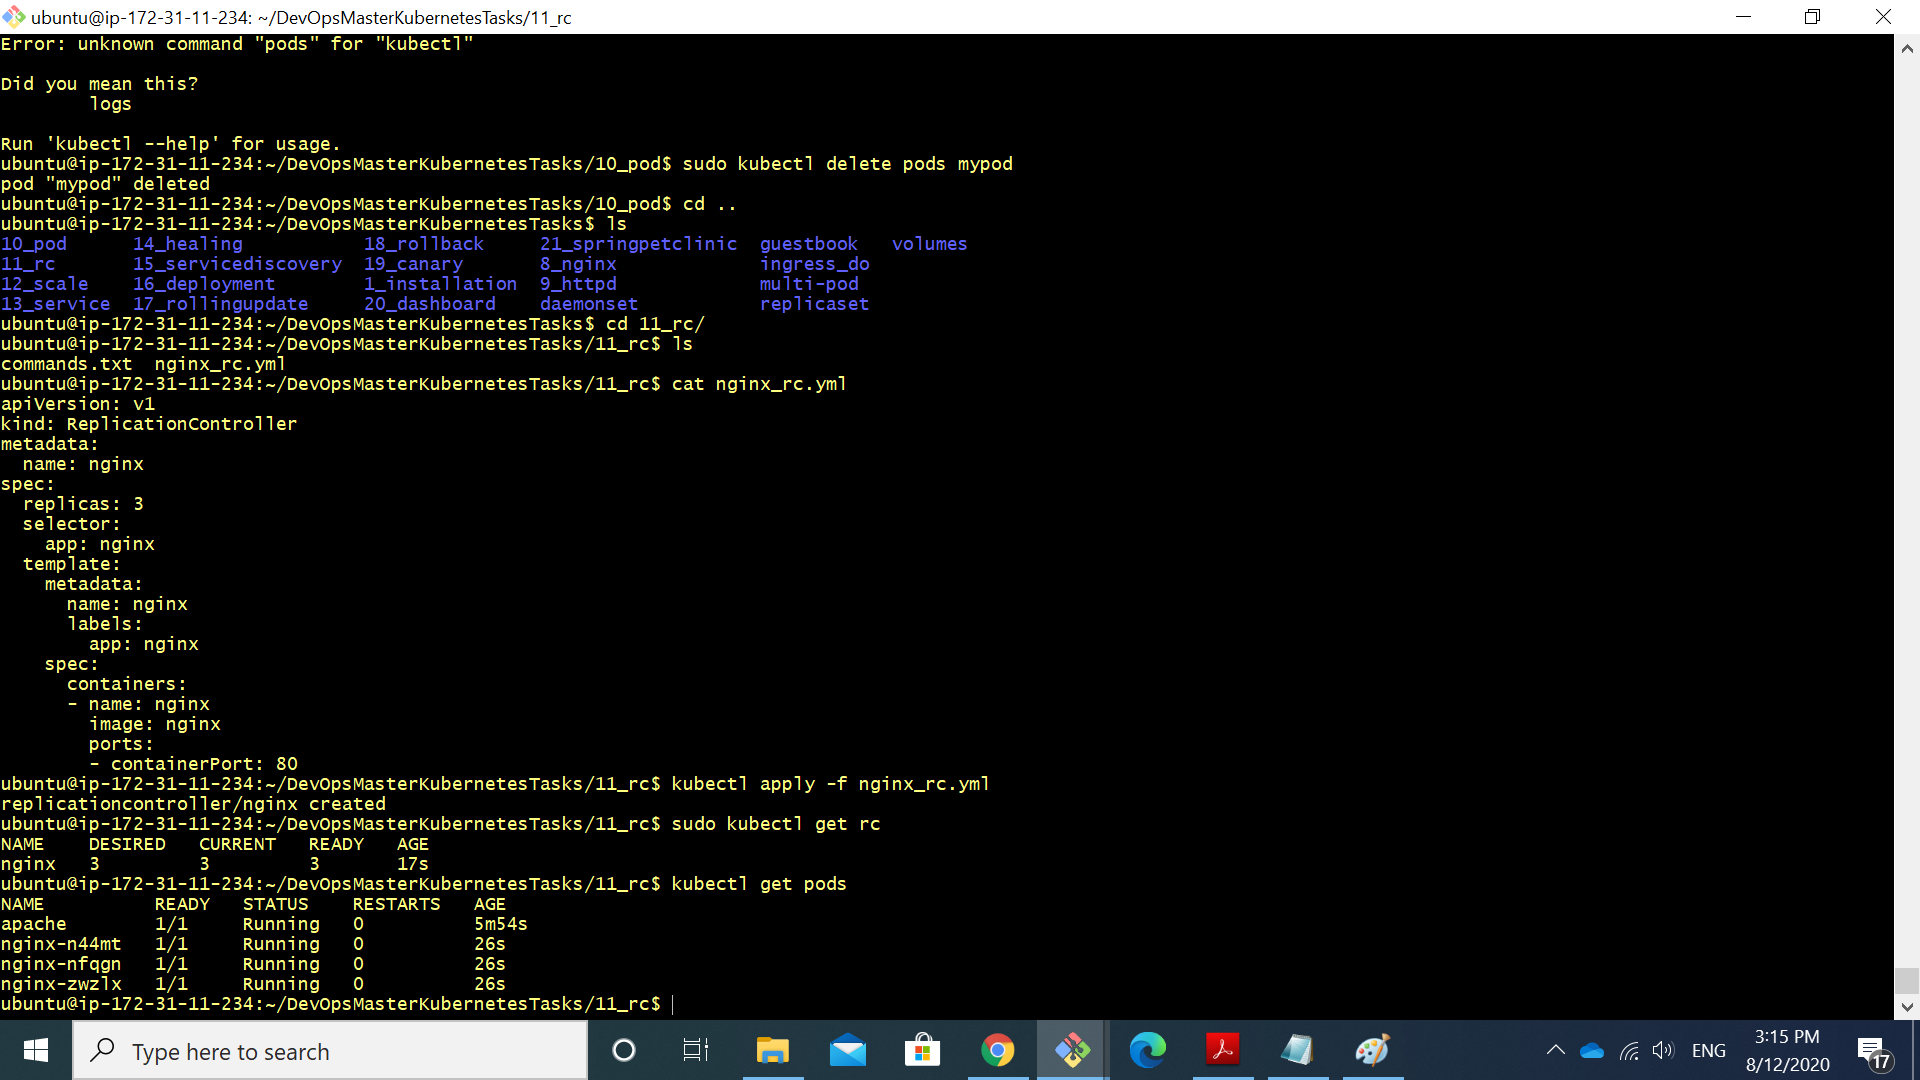 ubuntu@ip-172-31-11-234: ~/DevOpsMasterKubernetesTasks/11_rc
Error: unknown command "pods" for "kubectl"
Did you mean this?
        logs
Run 'kubectl --help' for usage.
ubuntu@ip-172-31-11-234:~/DevOpsMasterKubernetesTasks/10_pod$ sudo kubectl delete pods mypod
pod "mypod" deleted
ubuntu@ip-172-31-11-234:~/DevOpsMasterKubernetesTasks/10_pod$ cd ..
ubuntu@ip-172-31-11-234:~/DevOpsMasterKubernetesTasks$ ls
10_pod      14_healing           18_rollback     21_springpetclinic  guestbook   volumes
11_rc       15_servicediscovery  19_canary       8_nginx             ingress_do
12_scale    16_deployment        1_installation  9_httpd             multi-pod
13_service  17_rollingupdate     20_dashboard    daemonset           replicaset
ubuntu@ip-172-31-11-234:~/DevOpsMasterKubernetesTasks$ cd 11_rc/
ubuntu@ip-172-31-11-234:~/DevOpsMasterKubernetesTasks/11_rc$ ls
commands.txt  nginx_rc.yml
ubuntu@ip-172-31-11-234:~/DevOpsMasterKubernetesTasks/11_rc$ cat nginx_rc.yml
apiVersion: v1
kind: ReplicationController
metadata:
  name: nginx
spec:
  replicas: 3
  selector:
    app: nginx
  template:
    metadata:
      name: nginx
      labels:
        app: nginx
    spec:
      containers:
      - name: nginx
        image: nginx
        ports:
        - containerPort: 80
ubuntu@ip-172-31-11-234:~/DevOpsMasterKubernetesTasks/11_rc$ kubectl apply -f nginx_rc.yml
replicationcontroller/nginx created
ubuntu@ip-172-31-11-234:~/DevOpsMasterKubernetesTasks/11_rc$ sudo kubectl get rc
NAME    DESIRED   CURRENT   READY   AGE
nginx   3         3         3       17s
ubuntu@ip-172-31-11-234:~/DevOpsMasterKubernetesTasks/11_rc$ kubectl get pods
NAME          READY   STATUS    RESTARTS   AGE
apache        1/1     Running   0          5m54s
nginx-n44mt   1/1     Running   0          26s
nginx-nfqgn   1/1     Running   0          26s
nginx-zwzlx   1/1     Running   0          26s
ubuntu@ip-172-31-11-234:~/DevOpsMasterKubernetesTasks/11_rc$
Type here to search
ENG
3:15 PM
8/12/2020
17